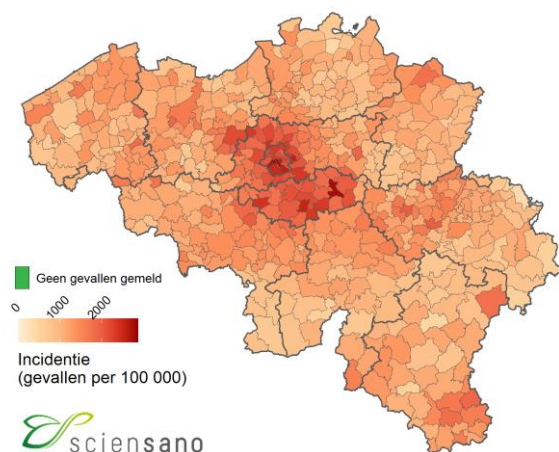 Geen gevallen gemeld
0 1000 2000
Incidentie
(gevallen per 100 000)
sciensano